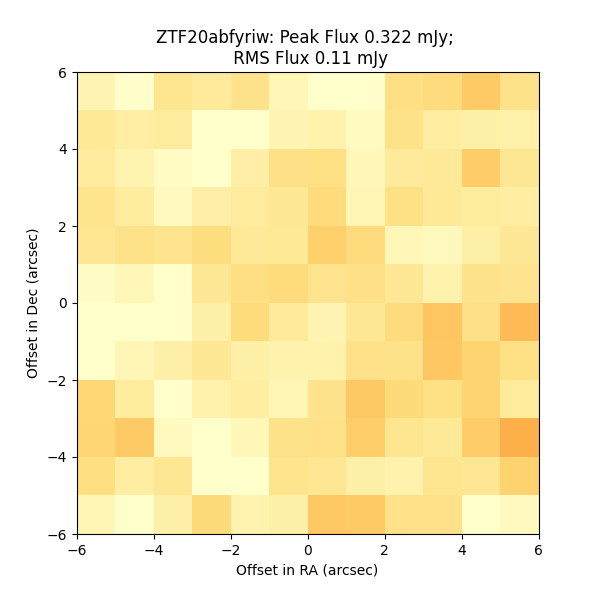 ZTF20abfyriw: Peak Flux 0.322 mJy;
RMS Flux 0.11 mJy
6
4
2
0
−2
−4
−6
Offset in Dec (arcsec)
−6 −4 −2 0 2 4 6
Offset in RA (arcsec)